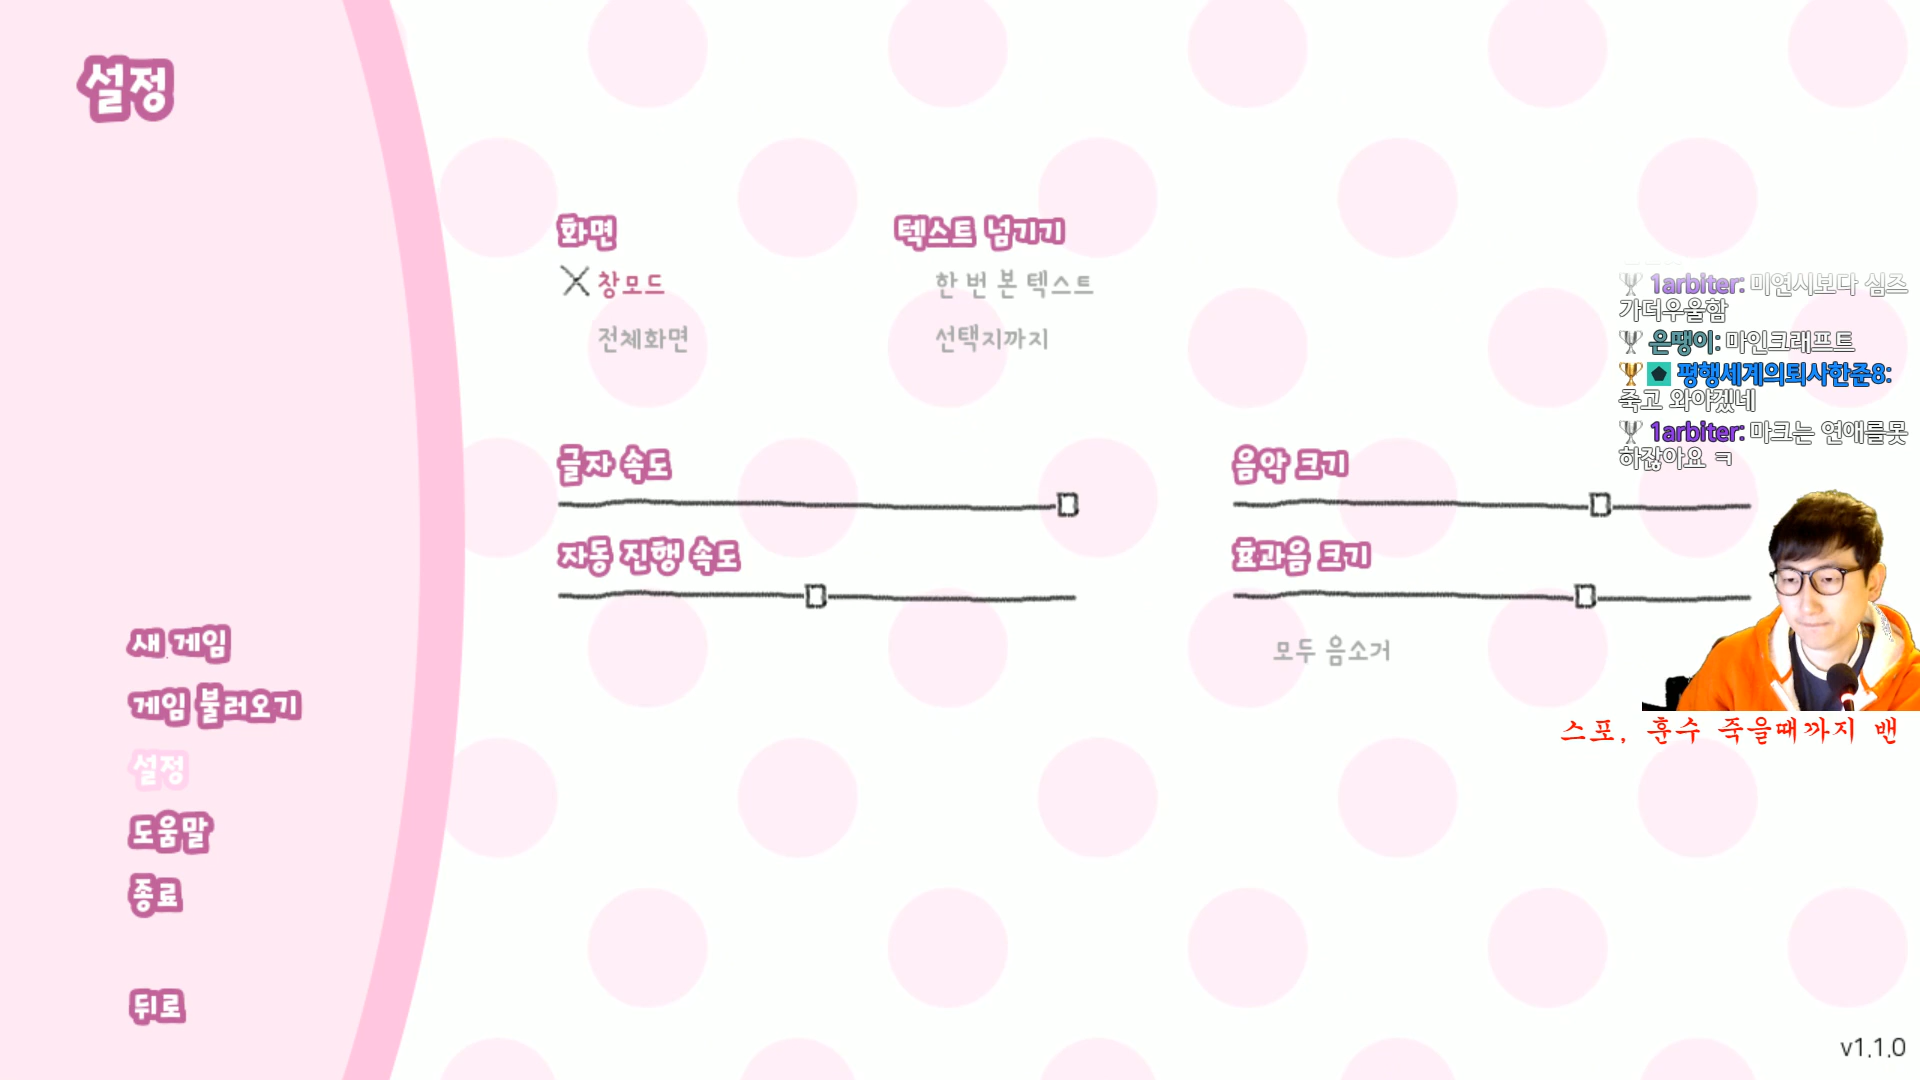 설정
화면
텍스트 넘기기
창모드
한 번 본 텍스트
전체화면
선택지까지
글자 속도
음악 크기
자동 진행 속도
효과음 크기
모두 음소거
새 게임
게임 불러오기
설정
도움말
종료
뒤로
1arbiter: 미연시보다 심즈
가더우울함
은땡이: 마인크래프트
평행세계의퇴사한준8:
죽고 와야겠네
1arbiter: 마크는 연애를못
하잖아요 ㅋ
스포, 훈수 죽을때까지 밴
v1.1.0